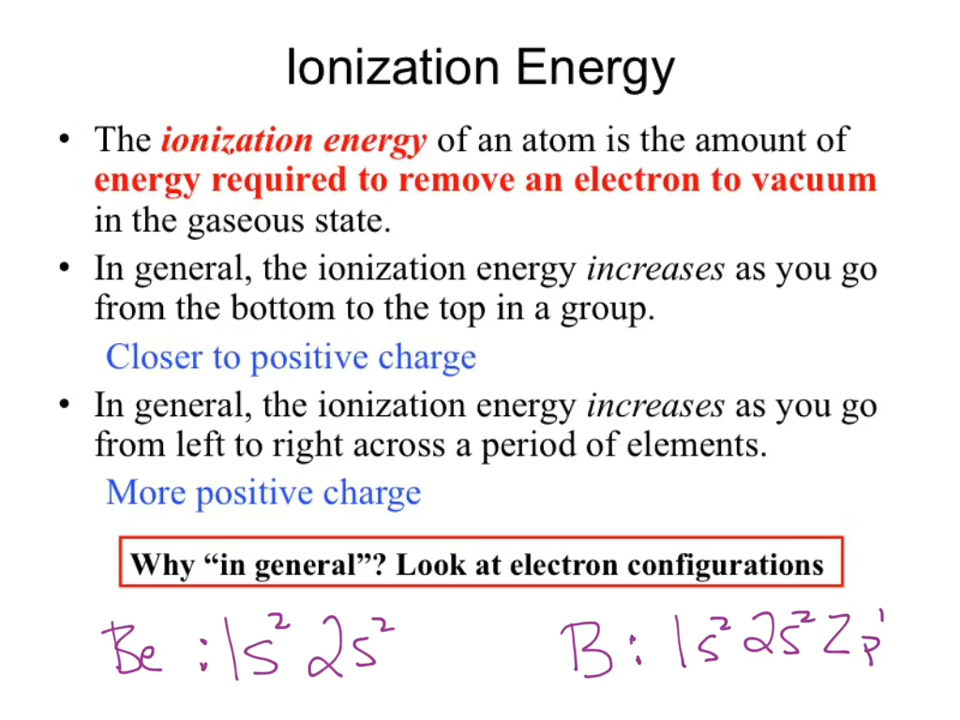 Ionization Energy
• The ionization energy of an atom is the amount of
energy required to remove an electron to vacuum
in the gaseous state.
• In general, the ionization energy increases as you go
from the bottom to the top in a group.
Closer to positive charge
• In general, the ionization energy increases as you go
from left to right across a period of elements.
More positive charge
Why “in general”? Look at electron configurations
Be : 1s² 2s² B : 1s² 2s² 2p¹